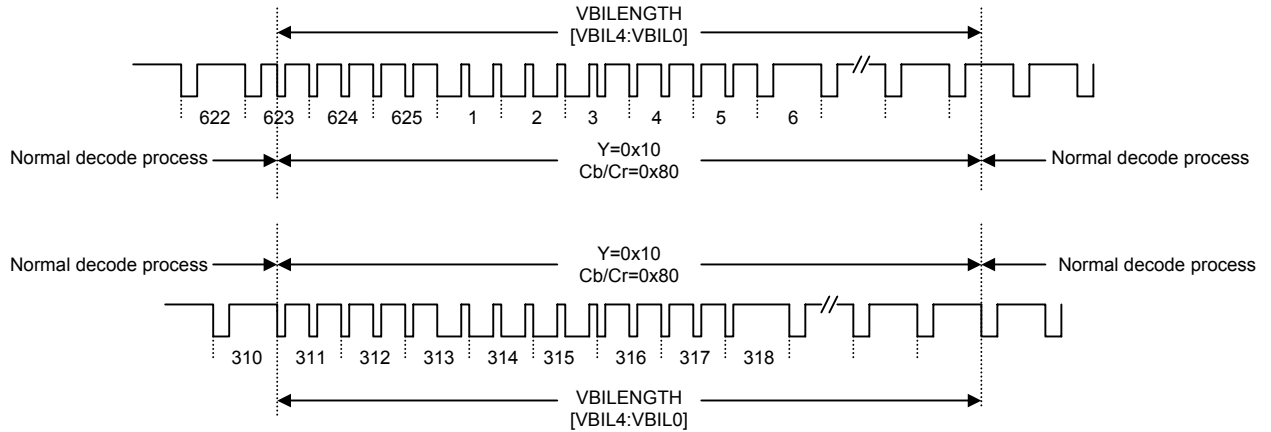 VBILENGTH
[VBIL4:VBIL0]
622 623 624 625 1 2 3 4 5 6
Normal decode process
Y=0x10
Cb/Cr=0x80
Normal decode process
Normal decode process
Y=0x10
Cb/Cr=0x80
Normal decode process
310 311 312 313 314 315 316 317 318
VBILENGTH
[VBIL4:VBIL0]